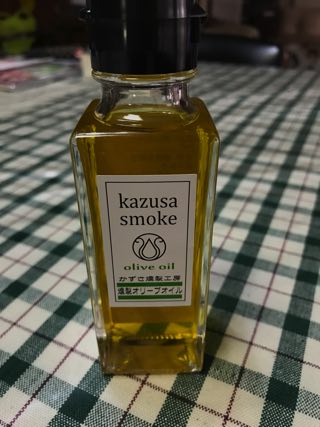 kazusa
smoke
olive oil
かずさ燻製工房
燻製オリーブオイル